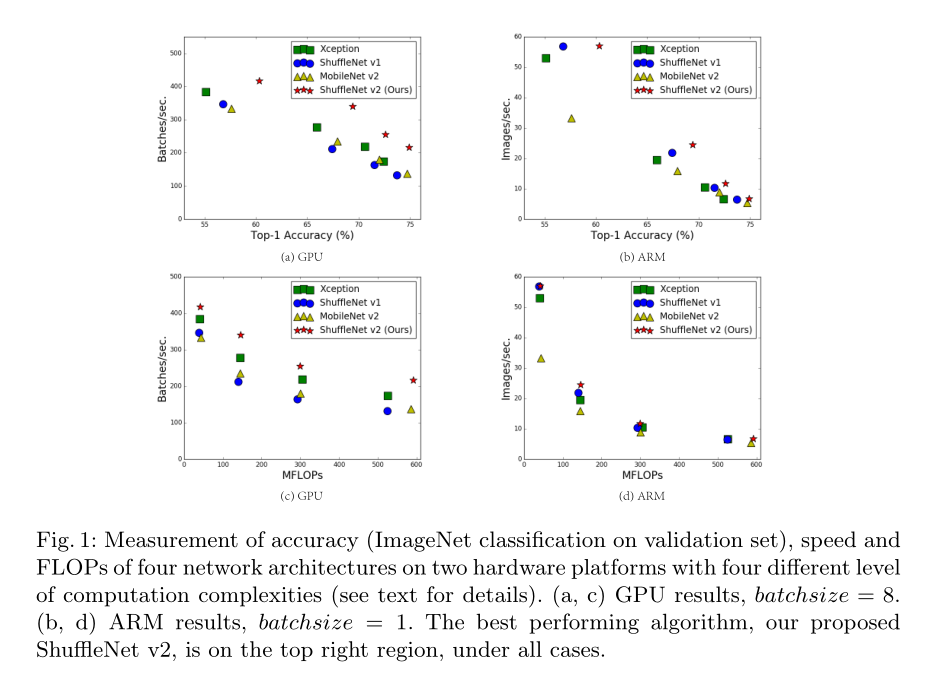 500
400
300
200
100
0
Batches/sec.
Xception
ShuffleNet v1
MobileNet v2
ShuffleNet v2 (Ours)
55 60 65 70 75
Top-1 Accuracy (%)
(a) GPU
60
50
40
30
20
10
0
Images/sec.
Xception
ShuffleNet v1
MobileNet v2
ShuffleNet v2 (Ours)
55 60 65 70 75
Top-1 Accuracy (%)
(b) ARM
500
400
300
200
100
0
Batches/sec.
Xception
ShuffleNet v1
MobileNet v2
ShuffleNet v2 (Ours)
0 100 200 300 400 500 600
MFLOPs
(c) GPU
60
50
40
30
20
10
0
Images/sec.
Xception
ShuffleNet v1
MobileNet v2
ShuffleNet v2 (Ours)
0 100 200 300 400 500 600
MFLOPs
(d) ARM
Fig. 1: Measurement of accuracy (ImageNet classification on validation set), speed and
FLOPs of four network architectures on two hardware platforms with four different level
of computation complexities (see text for details). (a, c) GPU results, batchsize = 8.
(b, d) ARM results, batchsize = 1. The best performing algorithm, our proposed
ShuffleNet v2, is on the top right region, under all cases.